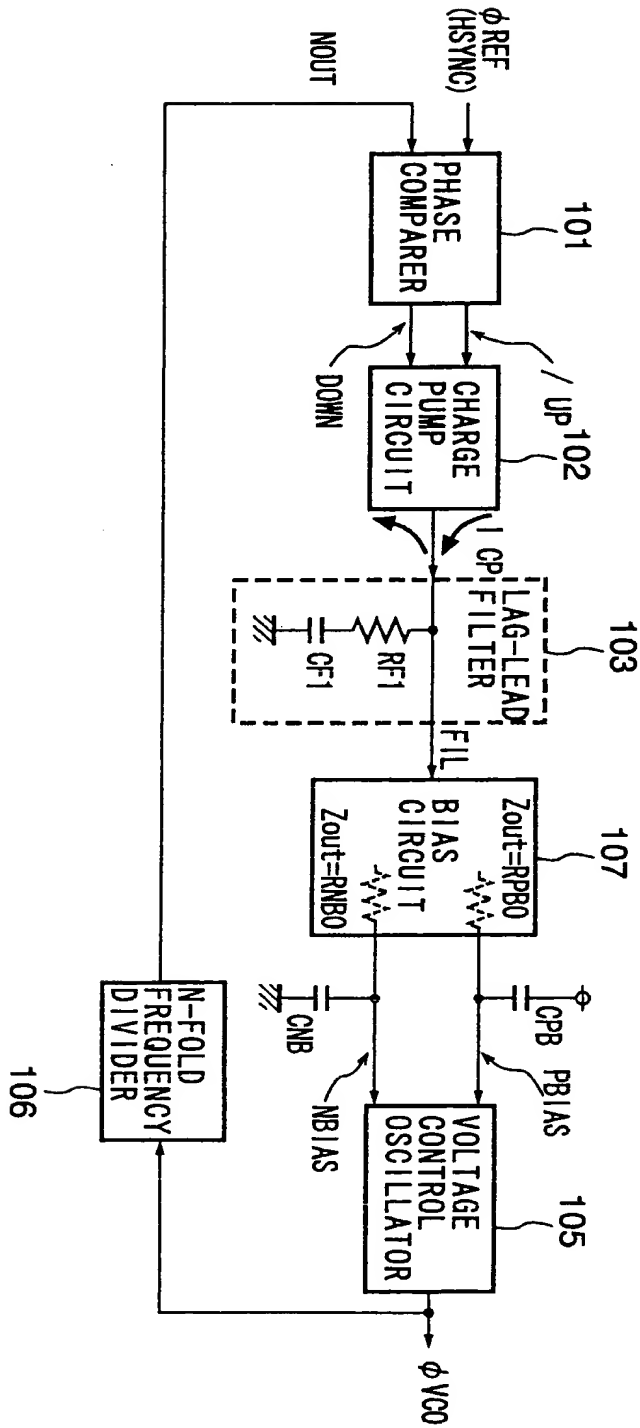 φREF
(HSYNC)
NOUT
101
PHASE
COMPARER
/UP
DOWN
102
CHARGE
PUMP
CIRCUIT
ICP
103
LAG-LEAD
FILTER
RF1
CF1
FIL
107
Zout=RPBO
BIAS
CIRCUIT
Zout=RNBO
CPB
CNB
PBIAS
NBIAS
105
VOLTAGE
CONTROL
OSCILLATOR
φVCO
N-FOLD
FREQUENCY
DIVIDER
106